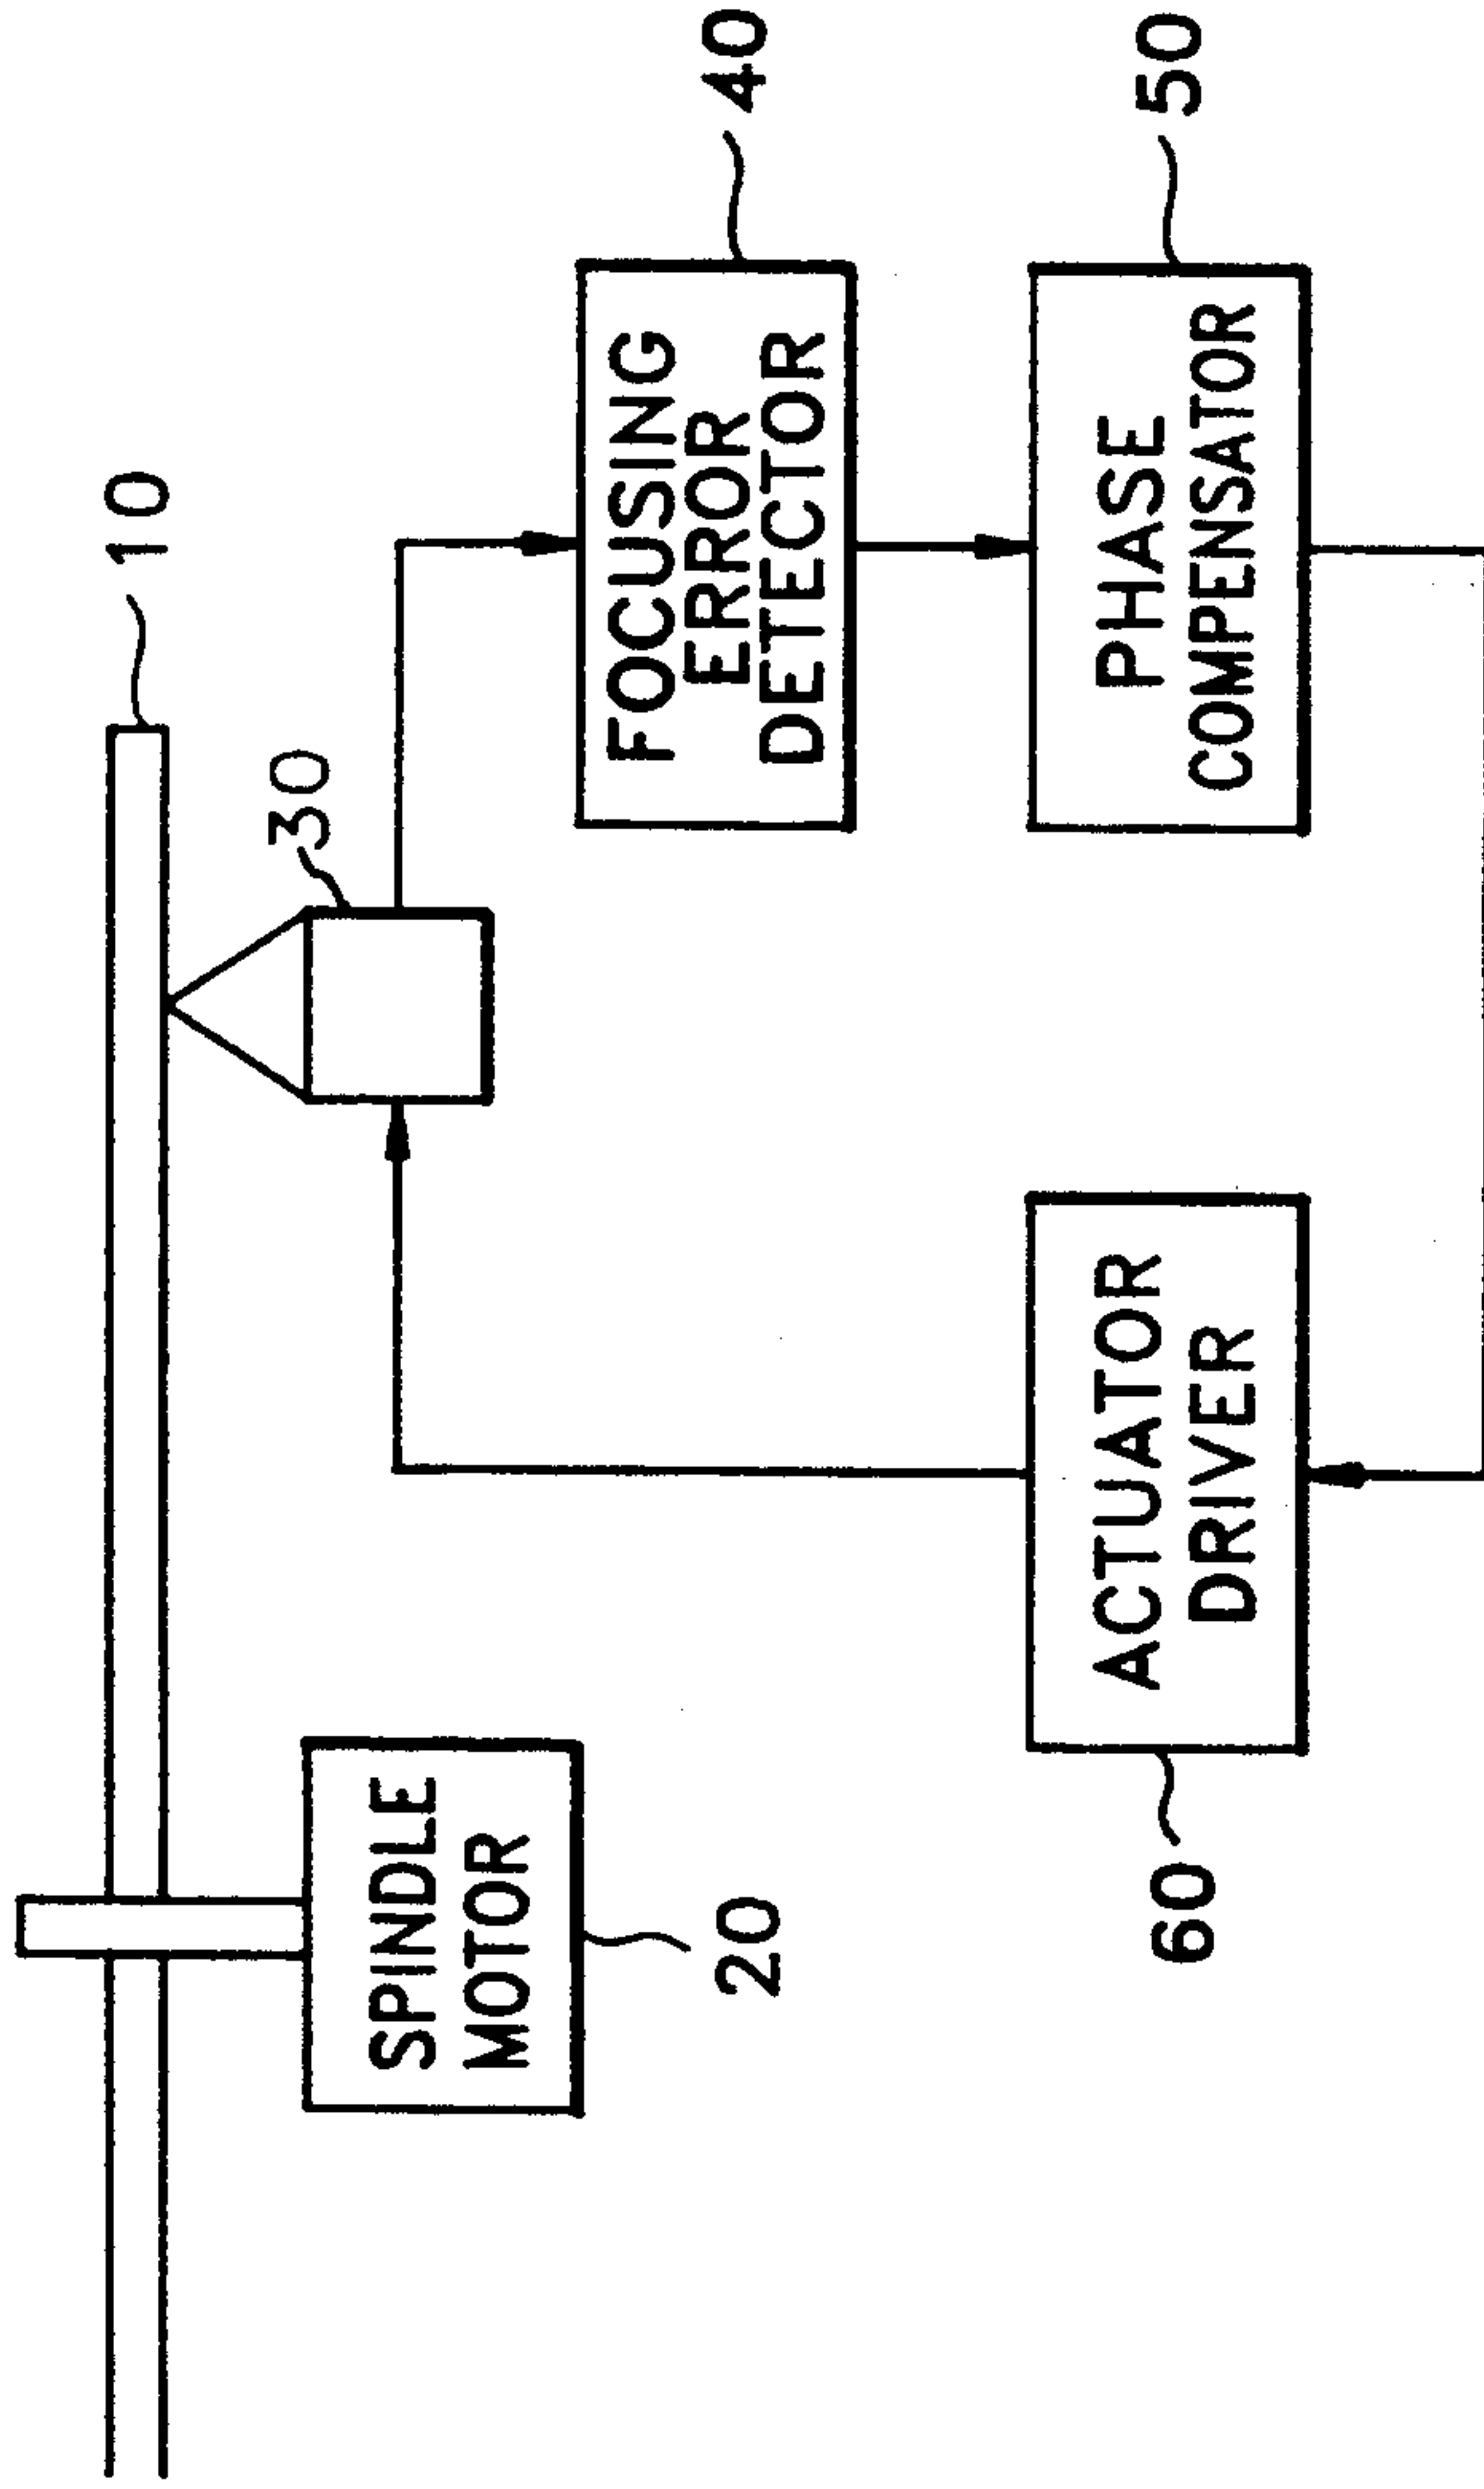 10
30
SPINDLE
MOTOR
20
FOCUSING
ERROR
DETECTOR
40
ACTUATOR
DRIVER
60
PHASE
COMPENSATOR
50